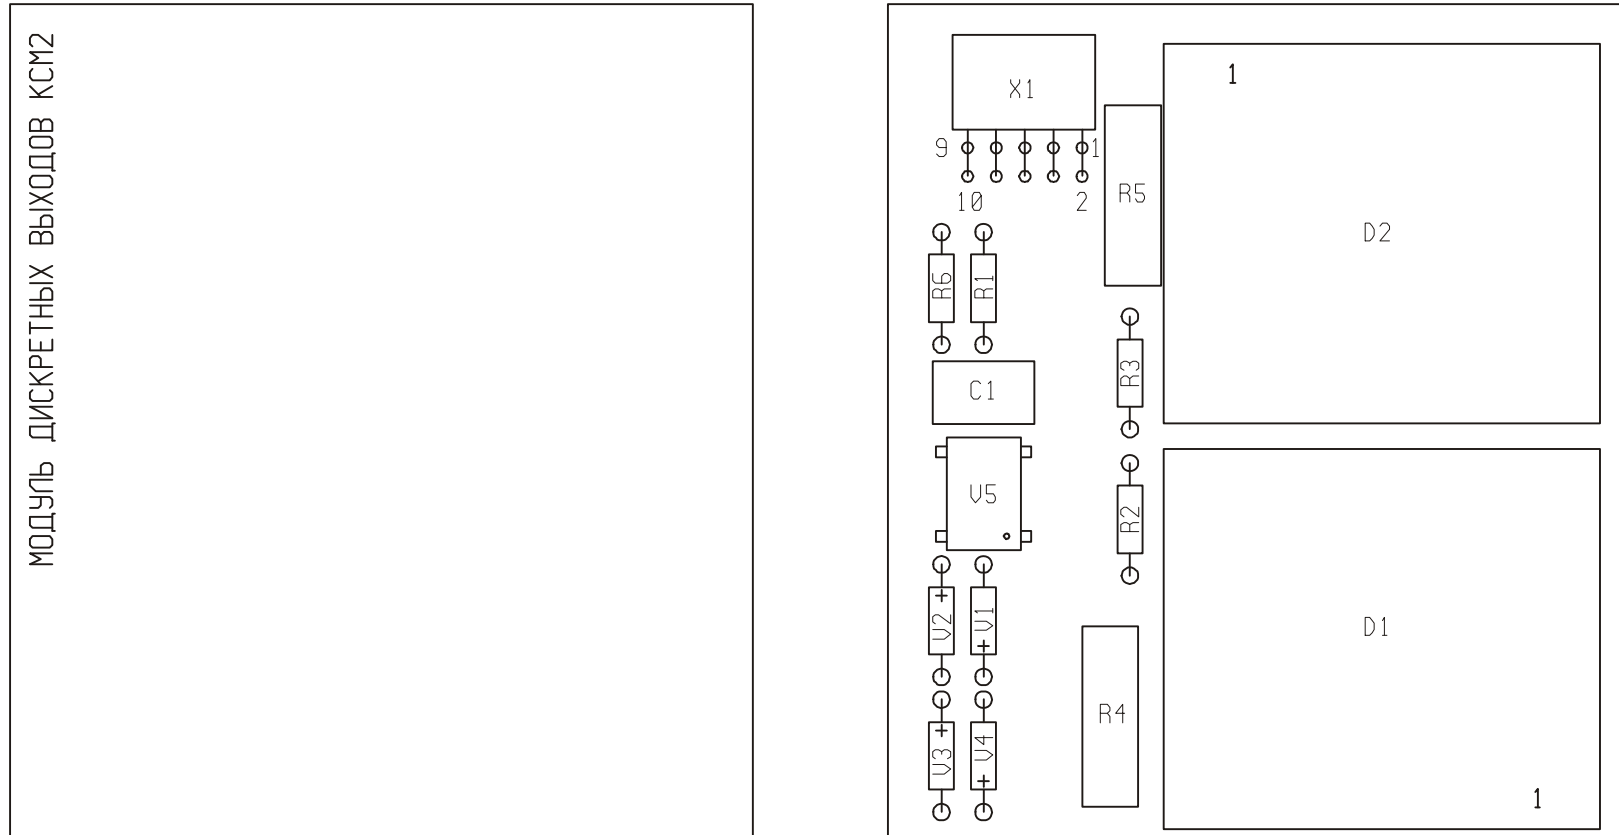 МОДУЛЬ ДИСКРЕТНЫХ ВЫХОДОВ КСМ2
X1
9
1
10
2
1
R5
D2
R6
R1
R3
C1
V5
R2
V2
+
V1
+
D1
R4
V3
+
V4
+
1